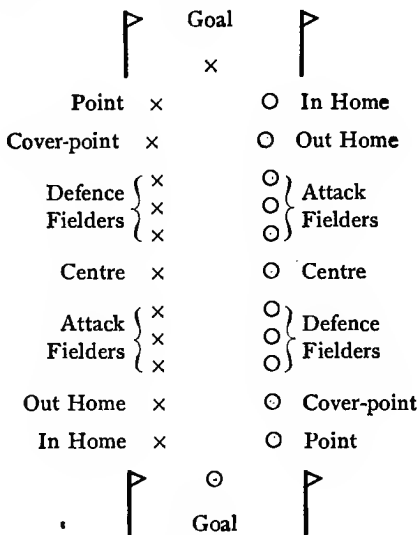 Goal
×
Point × O In Home
Cover-point × O Out Home
Defence Fielders { × × × O O O } Attack Fielders
Centre × O Centre
Attack Fielders { × × × O O O } Defence Fielders
Out Home × O Cover-point
In Home × O Point
O
Goal